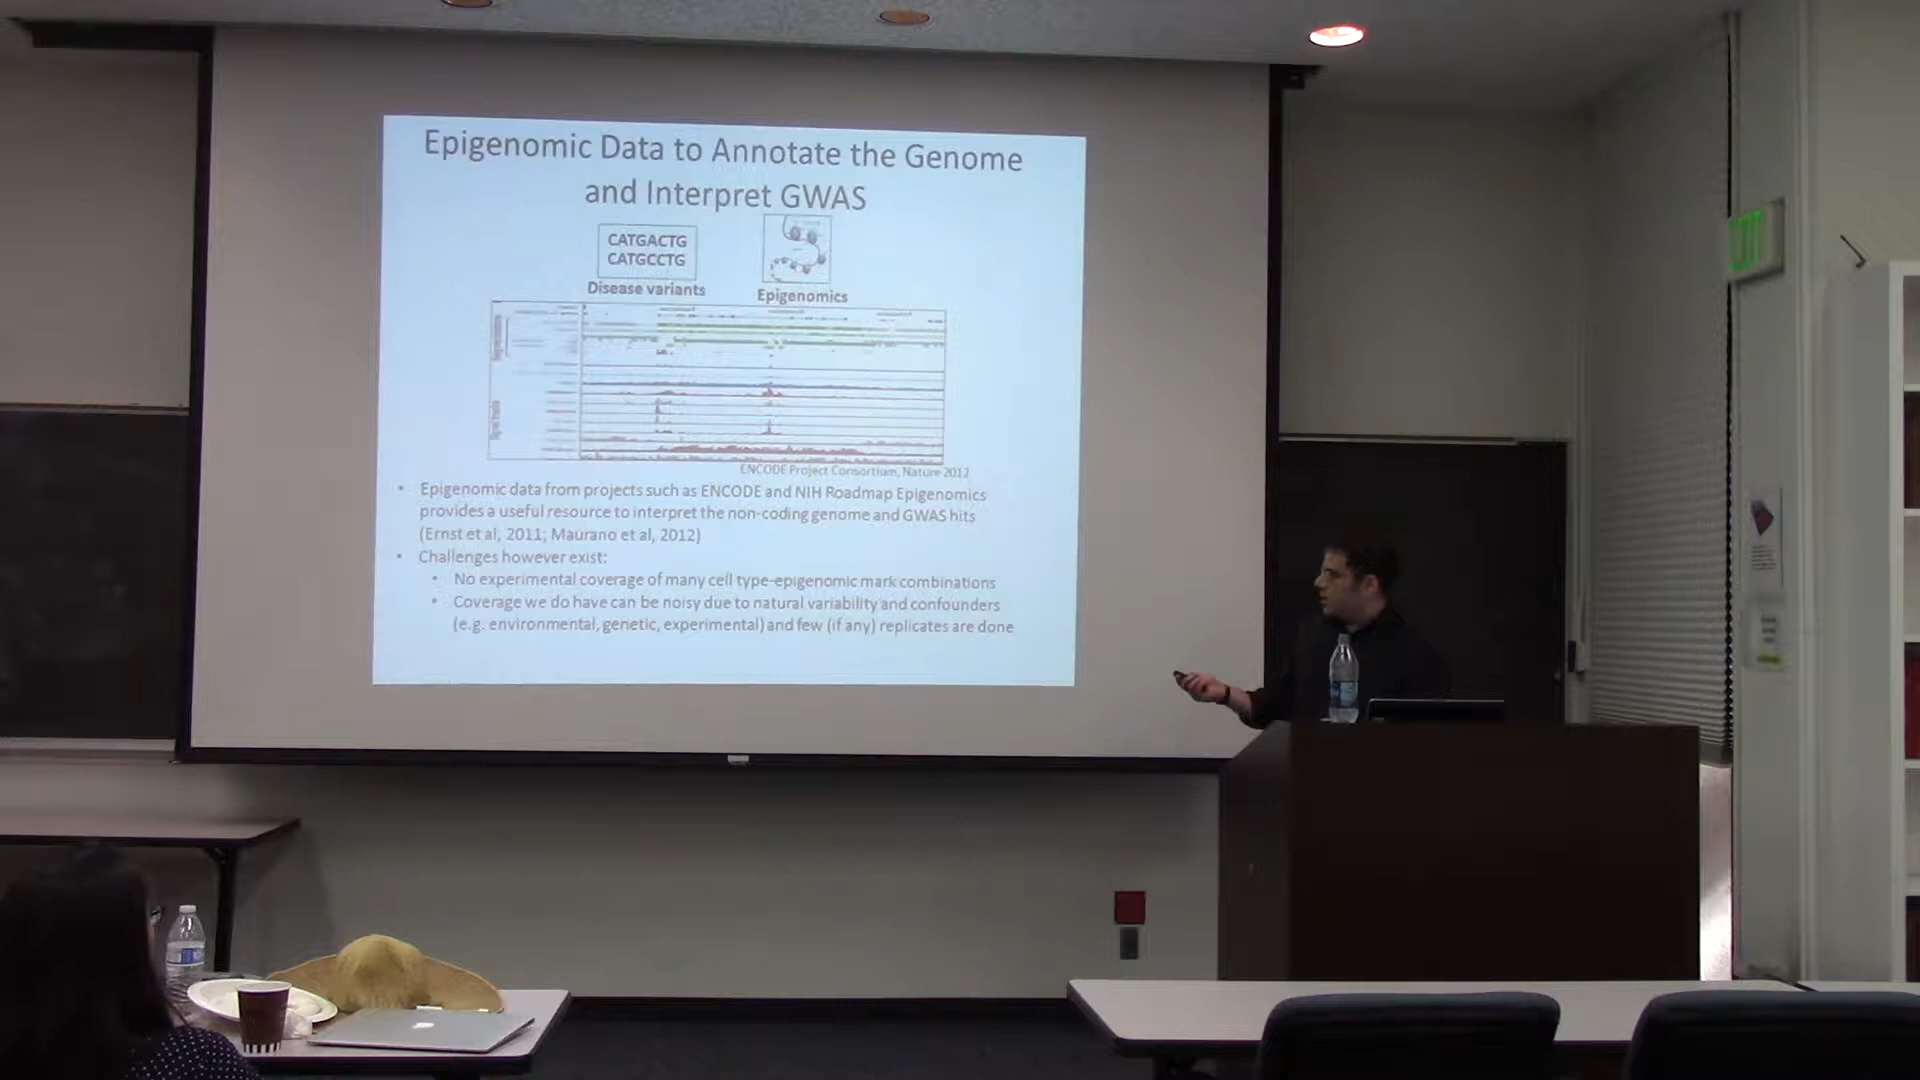 Epigenomic Data to Annotate the Genome
and Interpret GWAS
CATGACTG
CATGCCTG
Disease variants
Epigenomics
ENCODE Project Consortium, Nature 2012
• Epigenomic data from projects such as ENCODE and NIH Roadmap Epigenomics
provides a useful resource to interpret the non-coding genome and GWAS hits
(Ernst et al, 2011; Maurano et al, 2012)
• Challenges however exist:
• No experimental coverage of many cell type-epigenomic mark combinations
• Coverage we do have can be noisy due to natural variability and confounders
(e.g. environmental, genetic, experimental) and few (if any) replicates are done